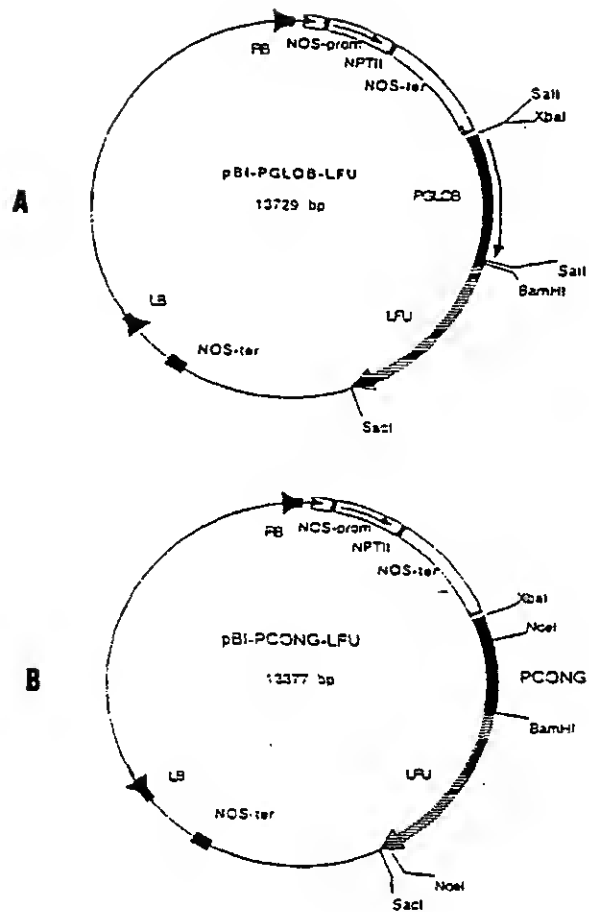 RB
NOS-prom
NPTII
NOS-ter
SalI
XbaI
A
pBI-PGLOB-LFU
13729 bp
PGLOB
SalI
BamHI
LFU
LB
NOS-ter
SacI
RB
NOS-prom
NPTII
NOS-ter
XbaI
NcoI
B
pBI-PCONG-LFU
13377 bp
PCONG
BamHI
LFU
LB
NOS-ter
NcoI
SacI